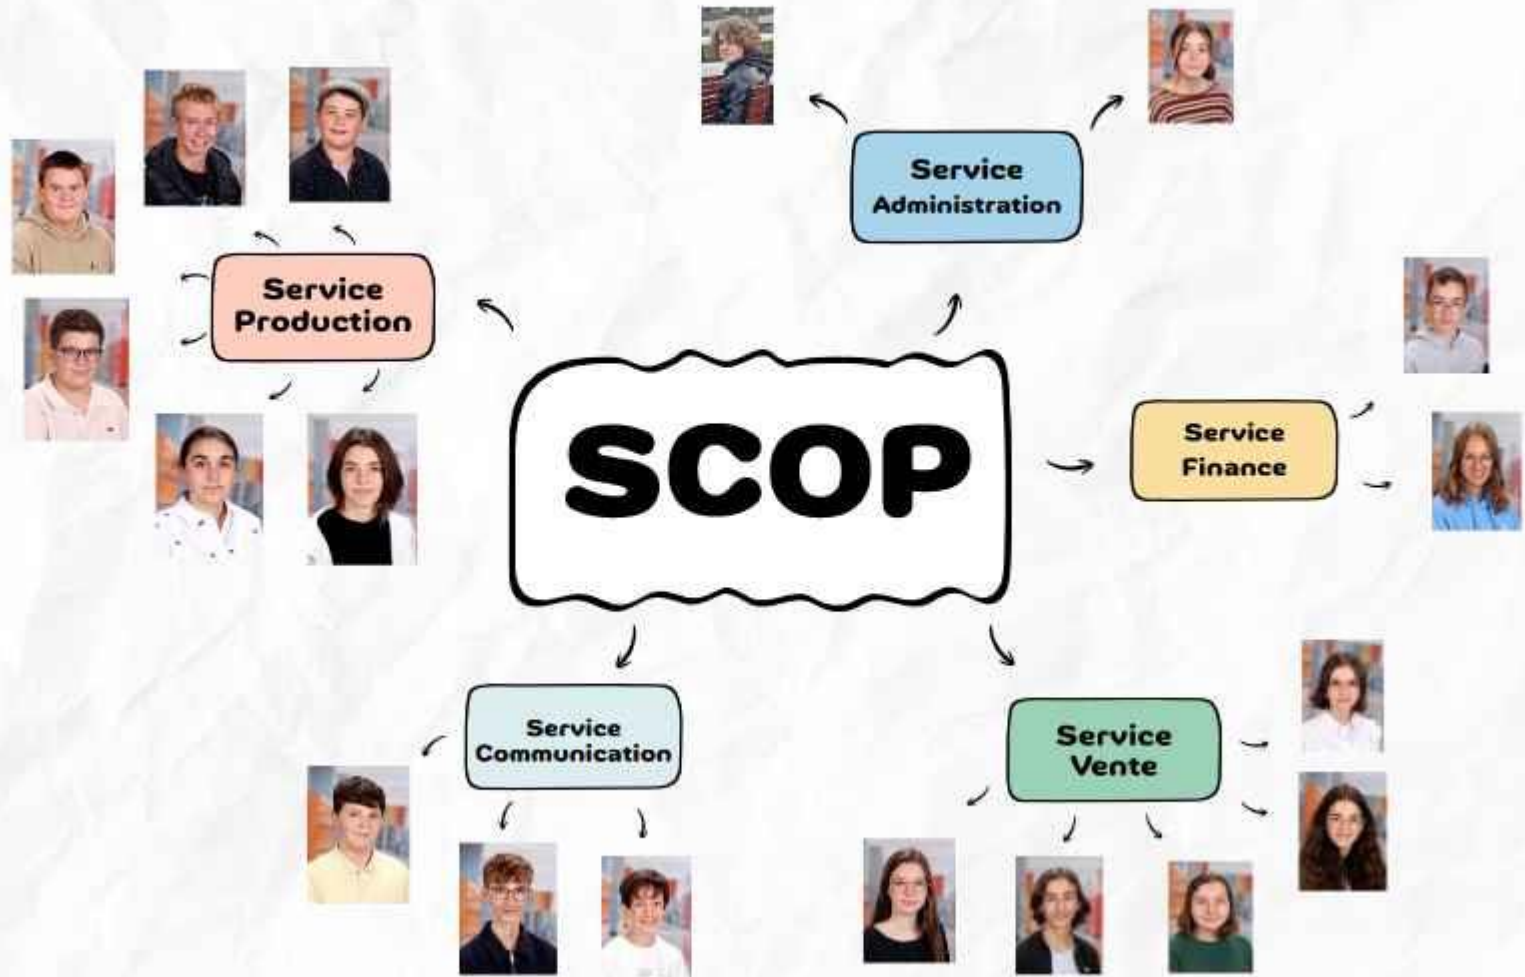 Service
Administration
Service
Production
SCOP
Service
Finance
Service
Communication
Service
Vente